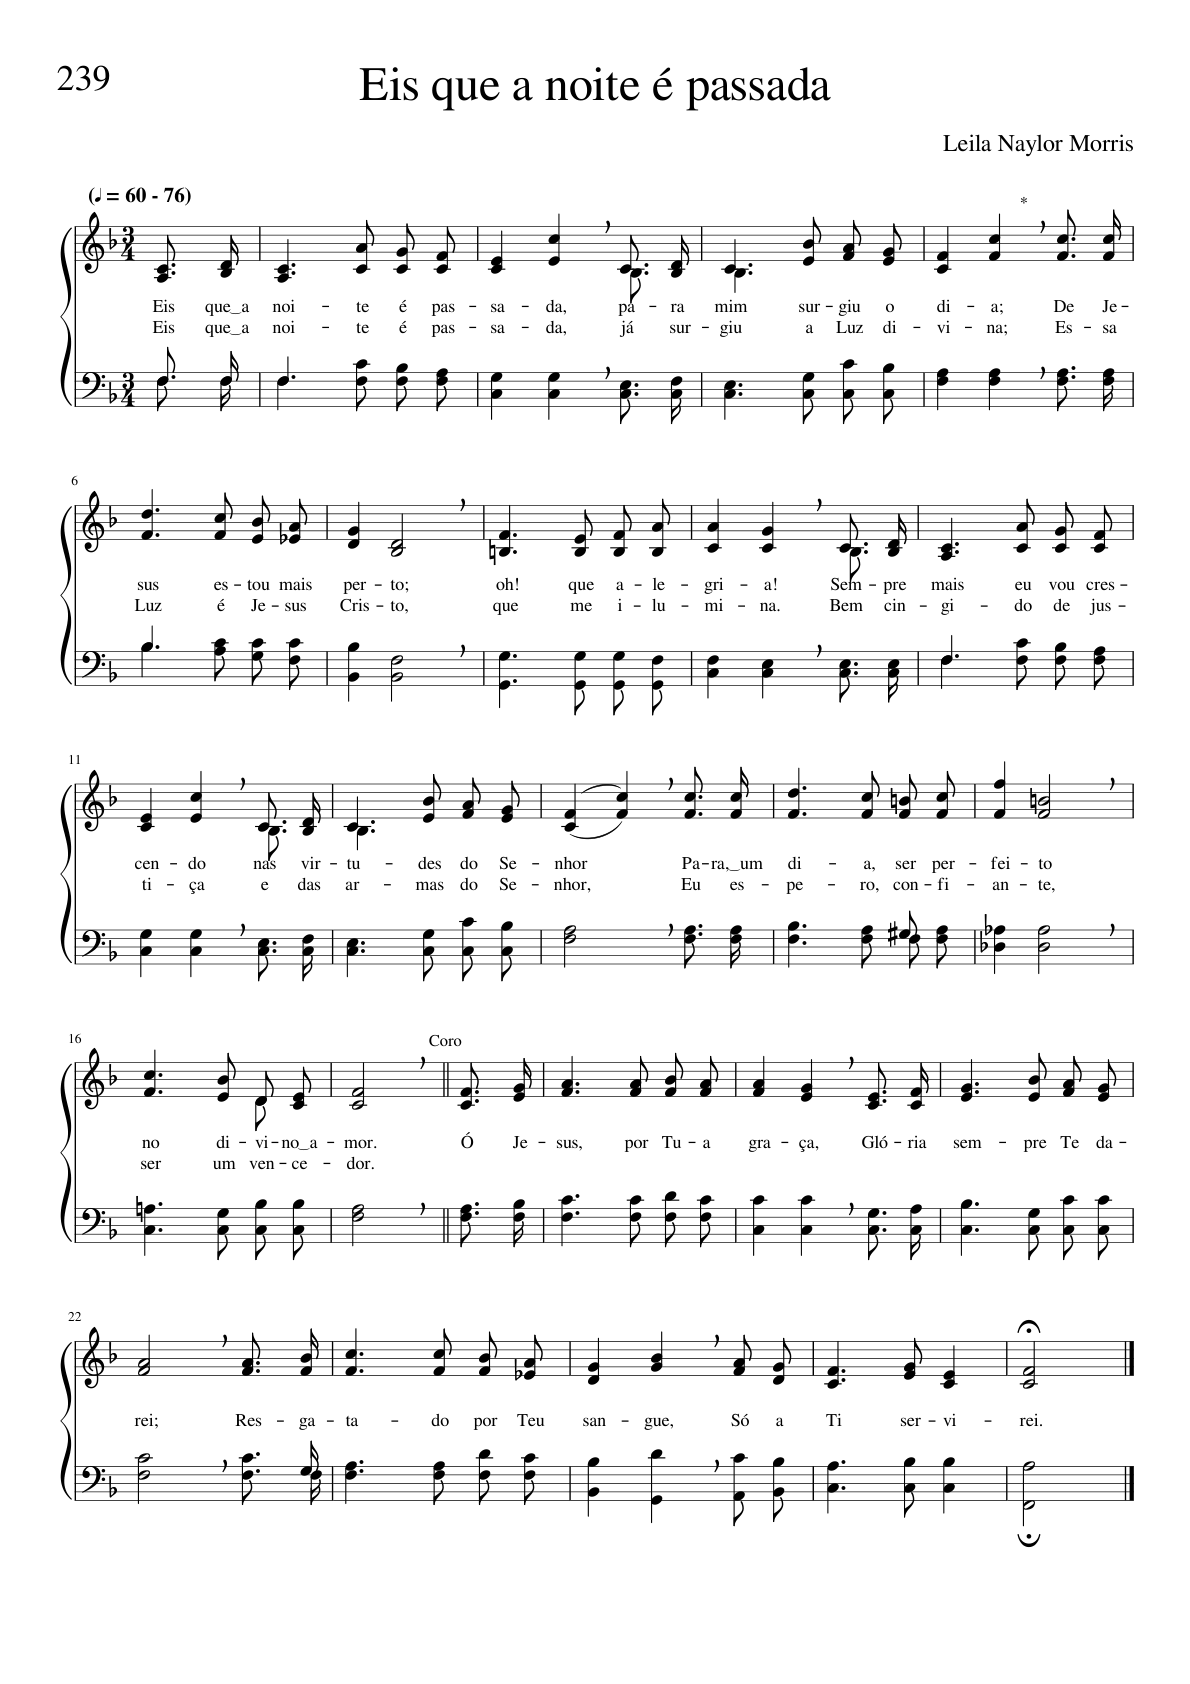 239
Eis que a noite é passada
Leila Naylor Morris
(♩ = 60 - 76)
*
Eis que‿a noi - te é pas - sa - da, pa - ra mim sur - giu o di - a; De Je -
Eis que‿a noi - te é pas - sa - da, já sur - giu a Luz di - vi - na; Es - sa
6
sus es - tou mais per - to; oh! que a - le - gri - a! Sem - pre mais eu vou cres -
Luz é Je - sus Cris - to, que me i - lu - mi - na. Bem cin - gi - do de jus -
11
cen - do nas vir - tu - des do Se - nhor Pa - ra,‿um di - a, ser per - fei - to
ti - ça e das ar - mas do Se - nhor, Eu es - pe - ro, con - fi - an - te,
16
Coro
no di - vi - no‿a - mor. Ó Je - sus, por Tu - a gra - ça, Gló - ria sem - pre Te da -
ser um ven - ce - dor.
22
rei; Res - ga - ta - do por Teu san - gue, Só a Ti ser - vi - rei.